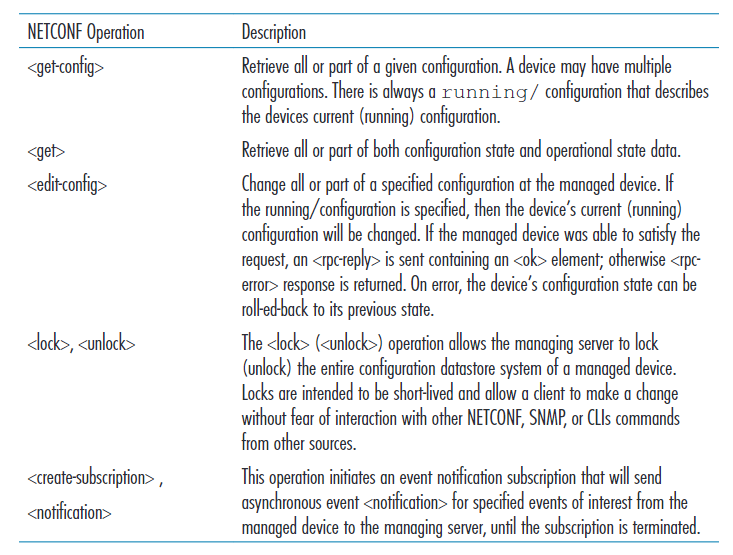 NETCONF Operation Description
<get-config> Retrieve all or part of a given configuration. A device may have multiple
configurations. There is always a running/ configuration that describes
the devices current (running) configuration.
<get> Retrieve all or part of both configuration state and operational state data.
<edit-config> Change all or part of a specified configuration at the managed device. If
the running/configuration is specified, then the device’s current (running)
configuration will be changed. If the managed device was able to satisfy the
request, an <rpc-reply> is sent containing an <ok> element; otherwise <rpc-
error> response is returned. On error, the device’s configuration state can be
roll-ed-back to its previous state.
<lock>, <unlock> The <lock> (<unlock>) operation allows the managing server to lock
(unlock) the entire configuration datastore system of a managed device.
Locks are intended to be short-lived and allow a client to make a change
without fear of interaction with other NETCONF, SNMP, or CLIs commands
from other sources.
<create-subscription> , This operation initiates an event notification subscription that will send
<notification> asynchronous event <notification> for specified events of interest from the
managed device to the managing server, until the subscription is terminated.